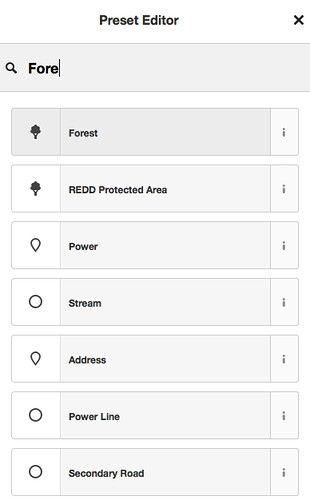 Preset Editor
Fore
Forest
REDD Protected Area
Power
Stream
Address
Power Line
Secondary Road